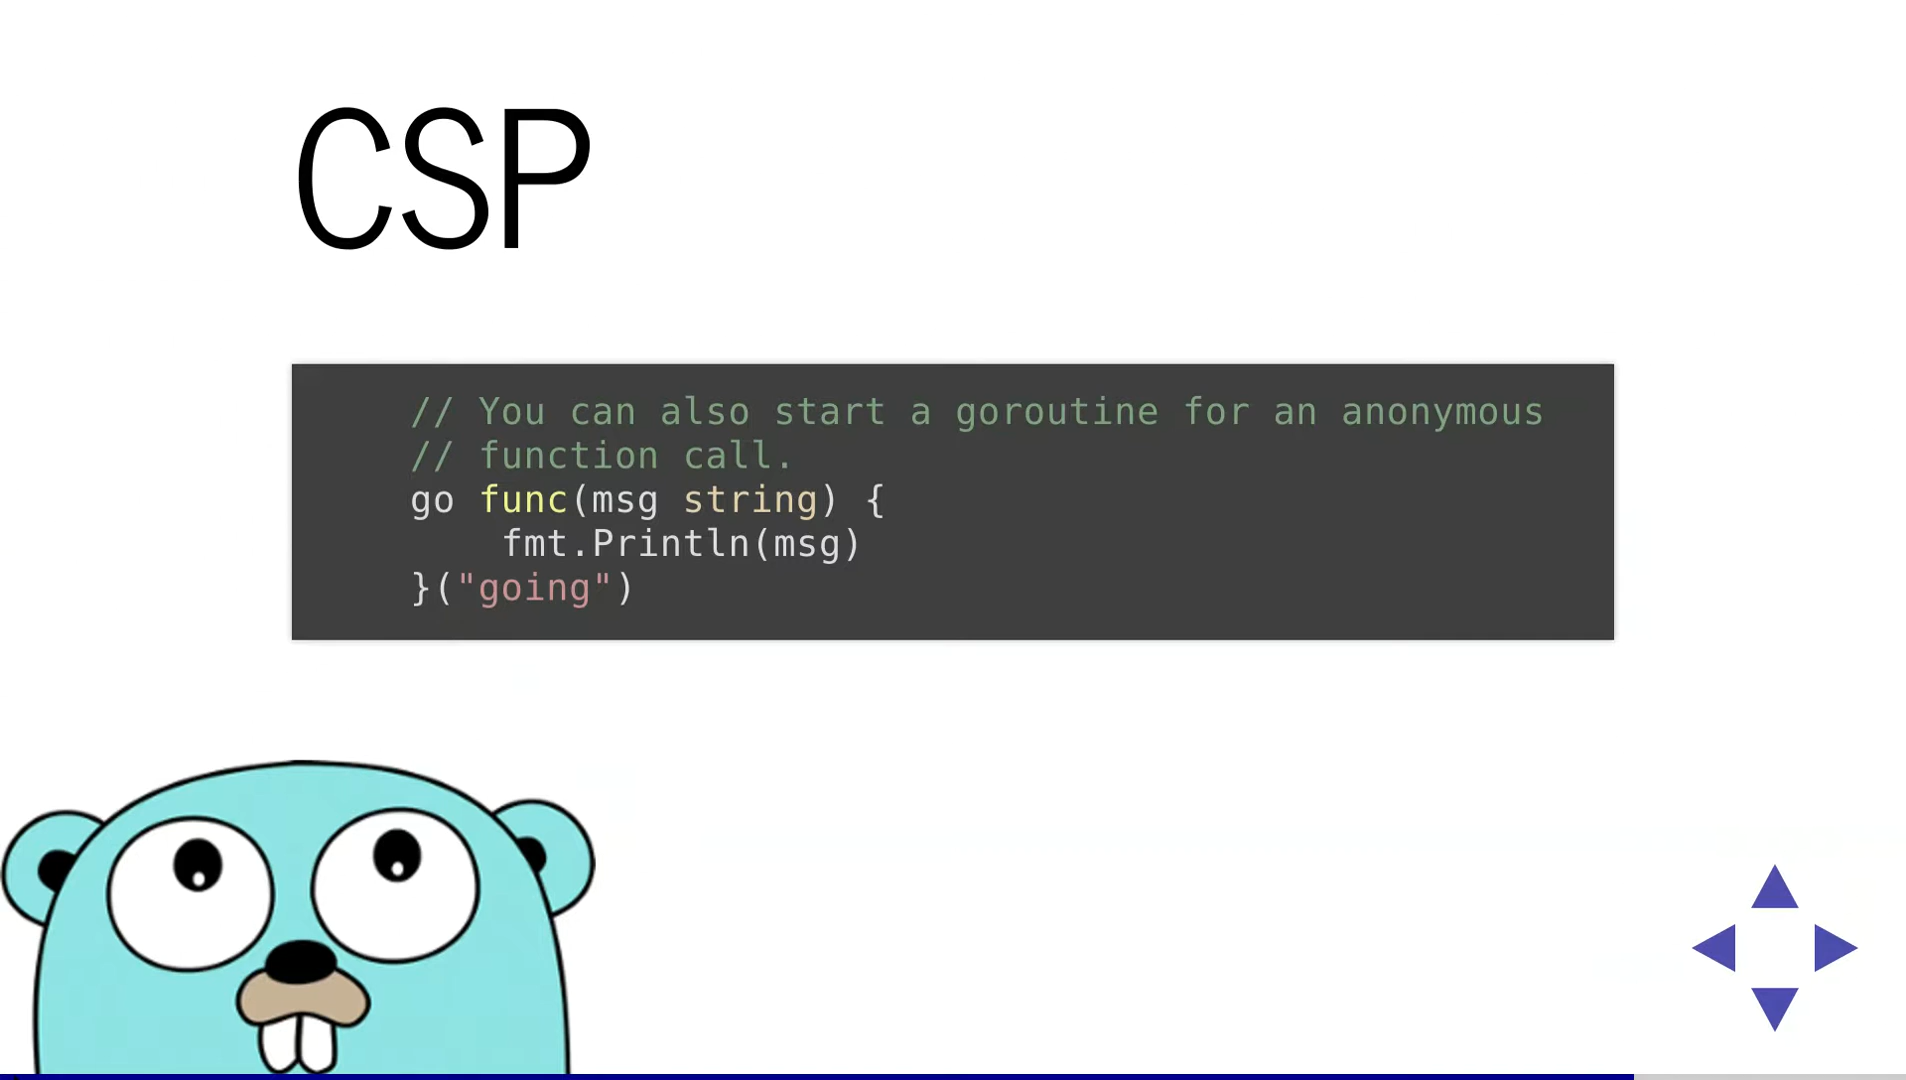 CSP
// You can also start a goroutine for an anonymous
// function call.
go func(msg string) {
    fmt.Println(msg)
}("going")